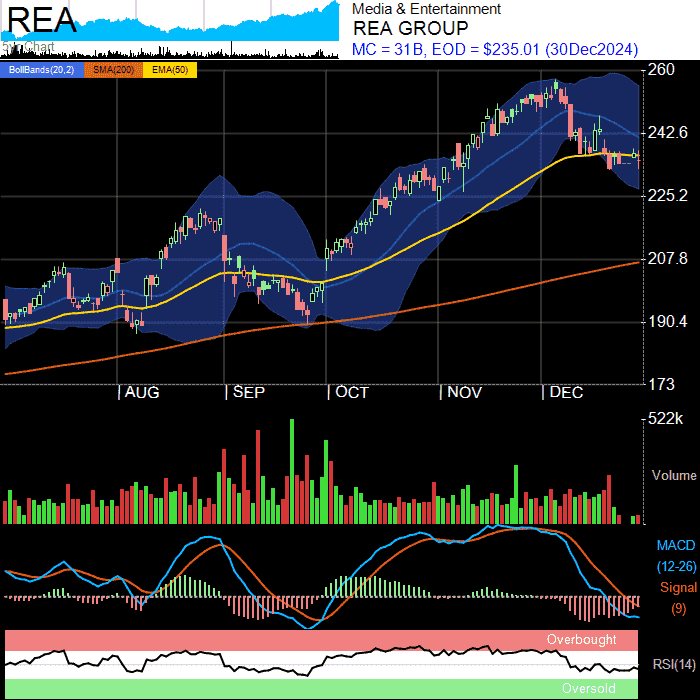 REA
5yr Chart
Media & Entertainment
REA GROUP
MC = 31B, EOD = $235.01 (30Dec2024)
BollBands(20,2) SMA(200) EMA(50)
260
242.6
225.2
207.8
190.4
173
AUG SEP OCT NOV DEC
522k
Volume
MACD
(12-26)
Signal
(9)
Overbought
RSI(14)
Oversold